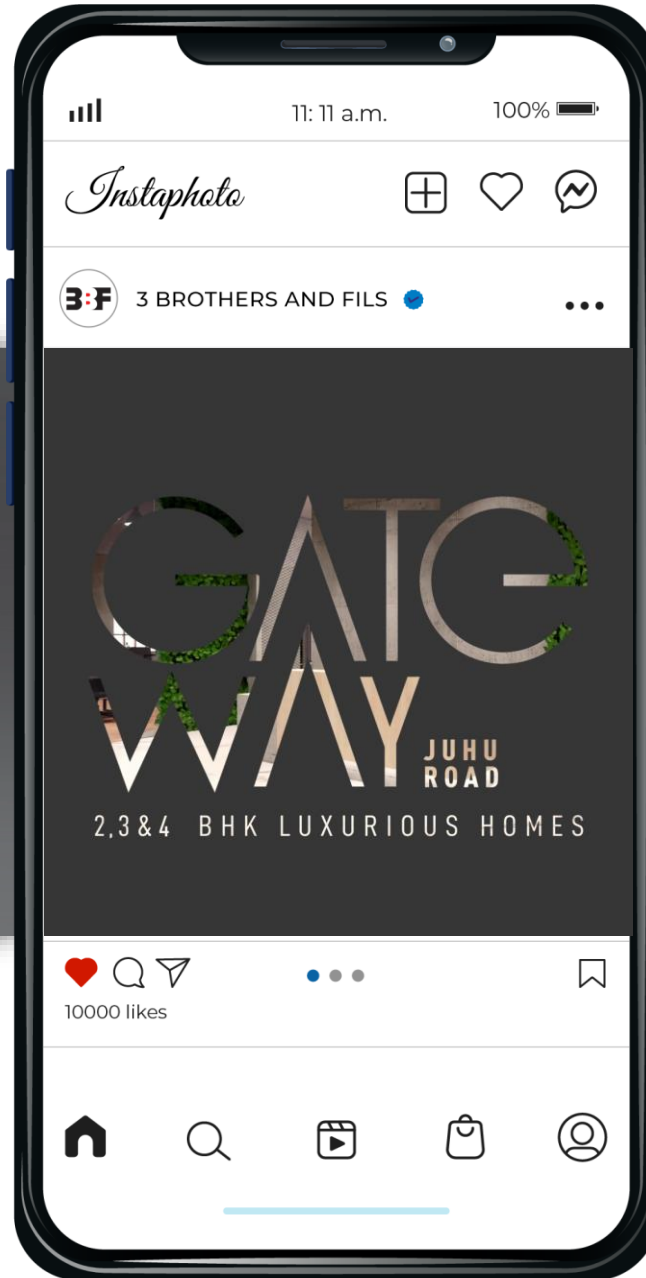 11: 11 a.m.
100%
Instaphoto
3:F
3 BROTHERS AND FILS
GATe
WAY
JUHU
ROAD
2,3&4 BHK LUXURIOUS HOMES
10000 likes